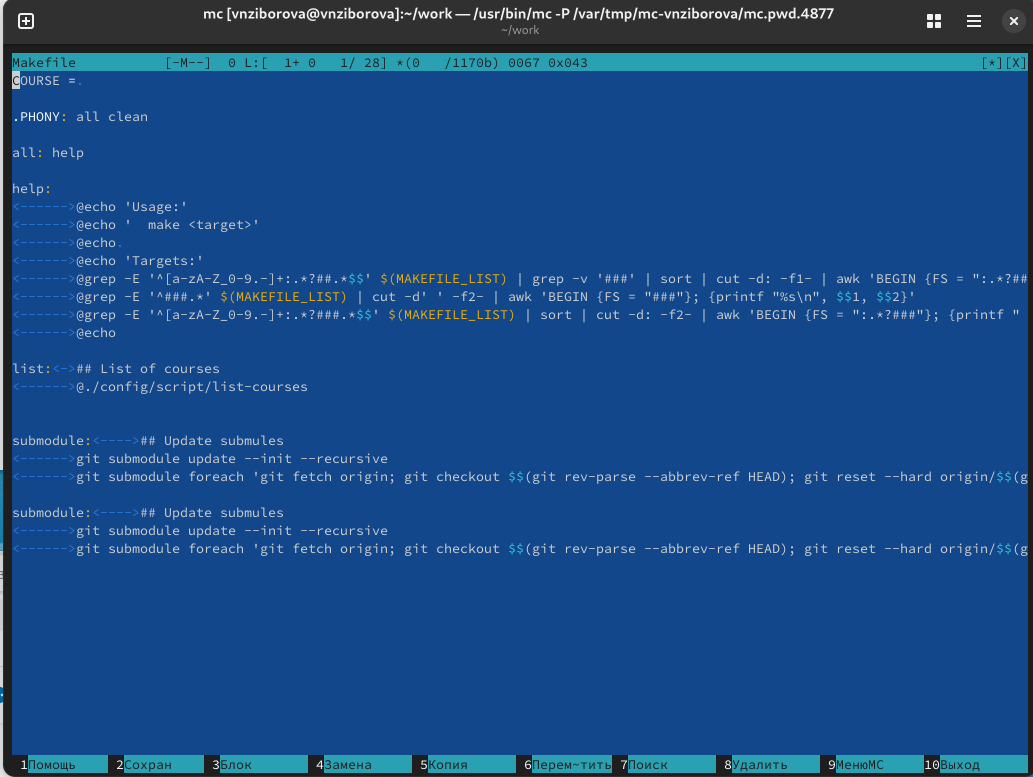 mc [vnziborova@vnziborova]:~/work — /usr/bin/mc -P /var/tmp/mc-vnziborova/mc.pwd.4877
~/work
Makefile [-M--] 0 L:[ 1+ 0 1/ 28] *(0 /1170b) 0067 0x043 [*][X]
COURSE =.
.PHONY: all clean
all: help
help:
<------>@echo 'Usage:'
<------>@echo '  make <target>'
<------>@echo.
<------>@echo 'Targets:'
<------>@grep -E '^[a-zA-Z_0-9.-]+:.*?##.*$$' $(MAKEFILE_LIST) | grep -v '###' | sort | cut -d: -f1- | awk 'BEGIN {FS = ":.*?##
<------>@grep -E '^###.*' $(MAKEFILE_LIST) | cut -d' ' -f2- | awk 'BEGIN {FS = "###"}; {printf "%s\n", $$1, $$2}'
<------>@grep -E '^[a-zA-Z_0-9.-]+:.*?###.*$$' $(MAKEFILE_LIST) | sort | cut -d: -f2- | awk 'BEGIN {FS = ":.*?###"}; {printf "
<------>@echo
list:<->## List of courses
<------>@./config/script/list-courses
submodule:<---->## Update submules
<------>git submodule update --init --recursive
<------>git submodule foreach 'git fetch origin; git checkout $$(git rev-parse --abbrev-ref HEAD); git reset --hard origin/$$(g
submodule:<---->## Update submules
<------>git submodule update --init --recursive
<------>git submodule foreach 'git fetch origin; git checkout $$(git rev-parse --abbrev-ref HEAD); git reset --hard origin/$$(g
1Помощь 2Сохран 3Блок 4Замена 5Копия 6Перем~тить 7Поиск 8Удалить 9МенюMC 10Выход